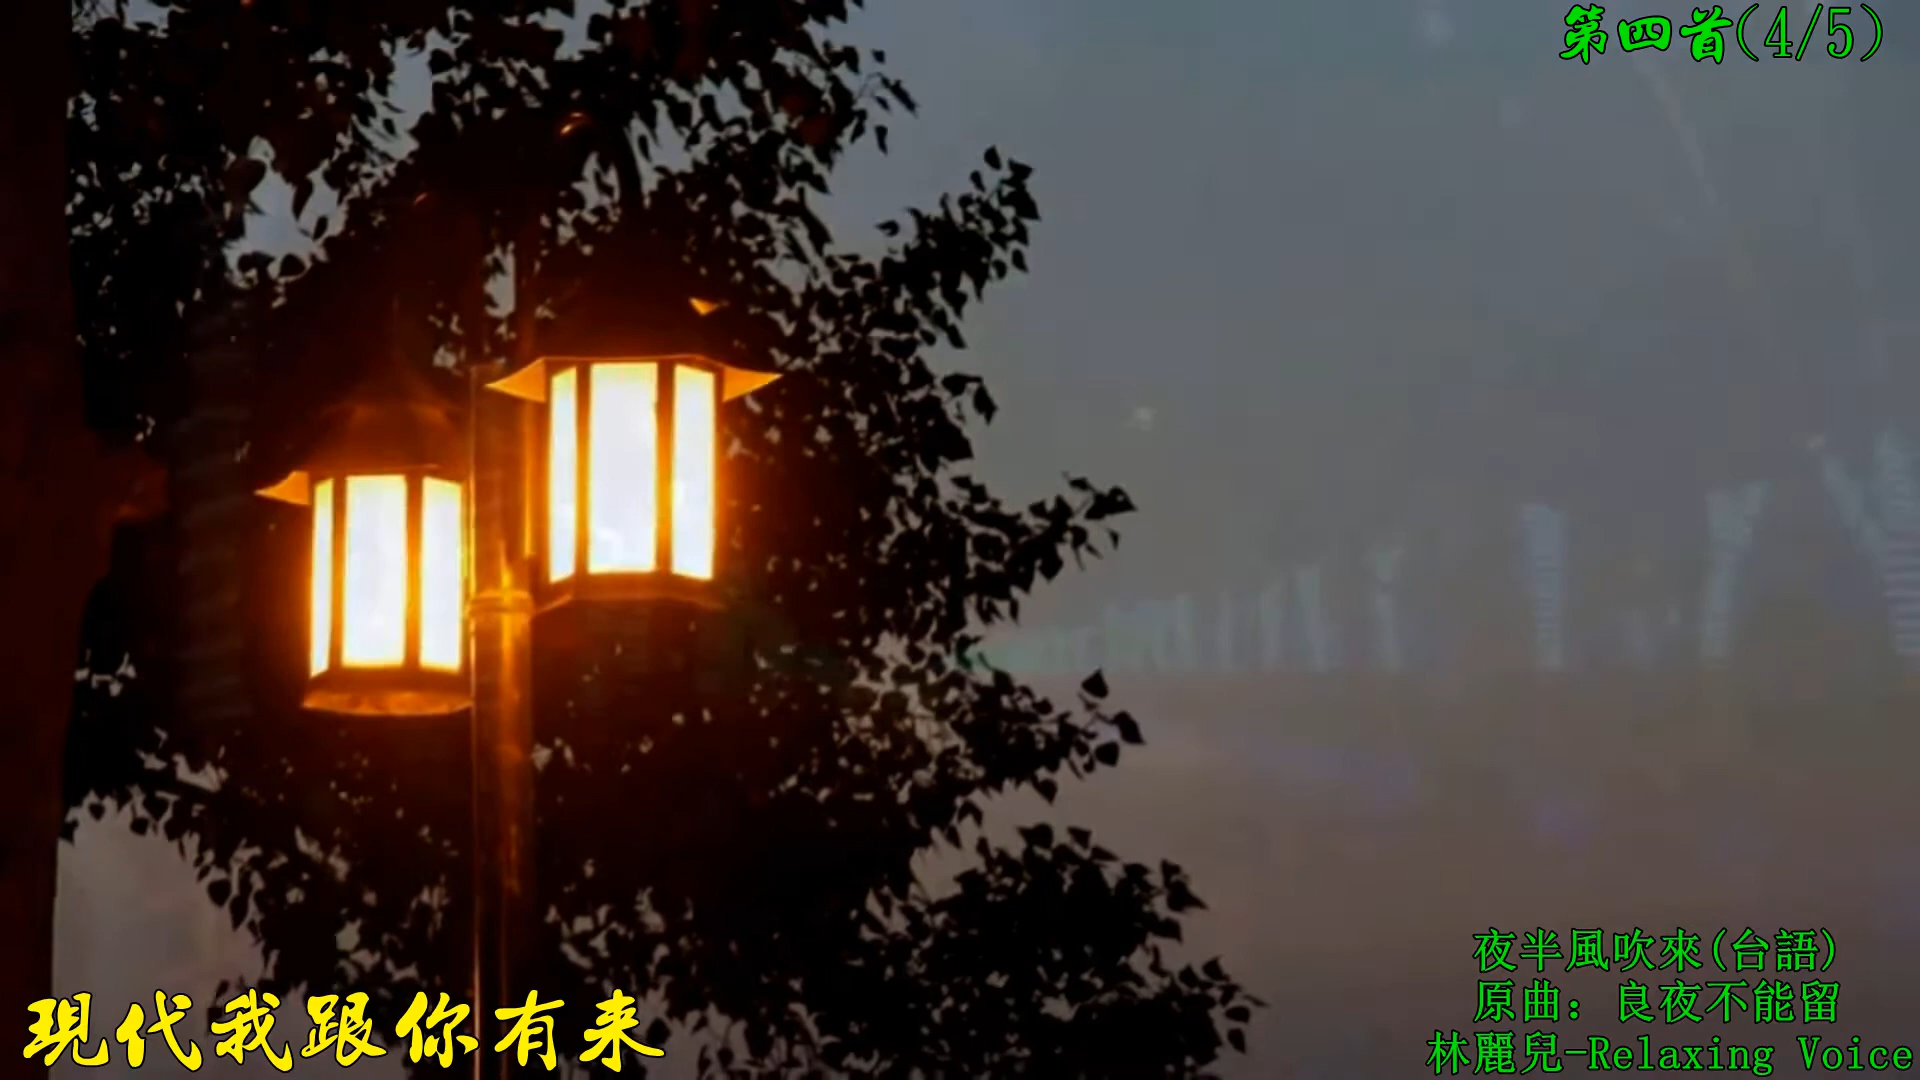 第四首(4/5)
夜半風吹來(台語)
原曲：良夜不能留
林麗兒-Relaxing Voice
現代我跟你有来